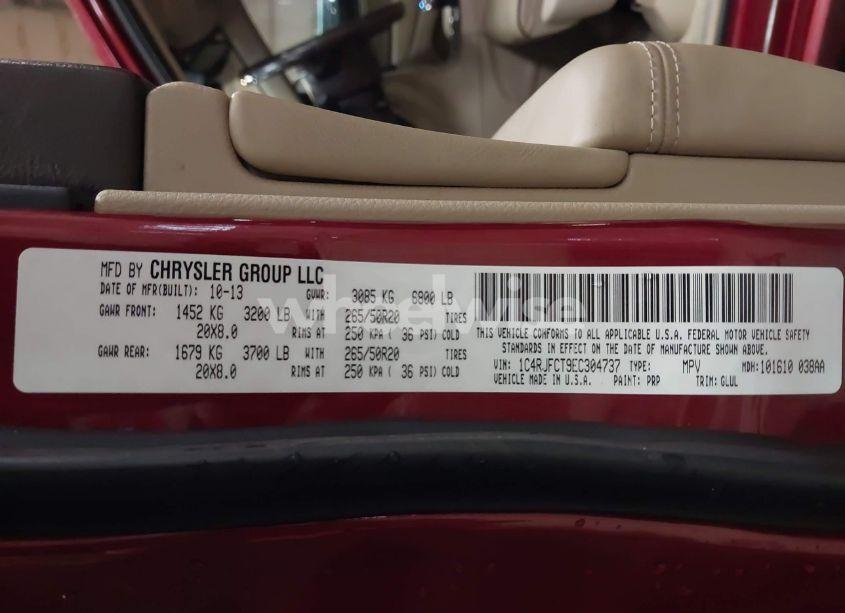 MFD BY CHRYSLER GROUP LLC
DATE OF MFR(BUILT): 10-13 GVWR: 3085 KG 6800 LB
GAWR FRONT: 1452 KG 3200 LB WITH 265/50R20 TIRES
20X8.0 RIMS AT 250 KPA ( 36 PSI) COLD
GAWR REAR: 1679 KG 3700 LB WITH 265/50R20 TIRES
20X8.0 RIMS AT 250 KPA ( 36 PSI) COLD
THIS VEHICLE CONFORMS TO ALL APPLICABLE U.S.A. FEDERAL MOTOR VEHICLE SAFETY
STANDARDS IN EFFECT ON THE DATE OF MANUFACTURE SHOWN ABOVE.
VIN: 1C4RJFCT9EC304737 TYPE: MPV MDH: 101610 038AA
VEHICLE MADE IN U.S.A. PAINT: PRP TRIM: GLUL
wheelwise